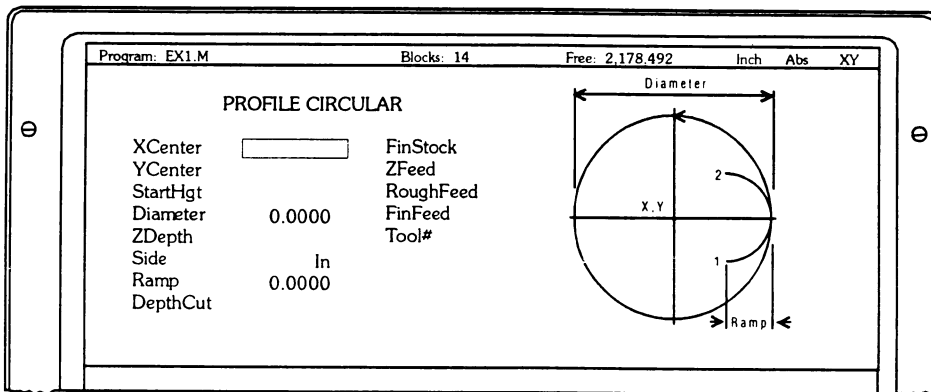 Program: EX1.M Blocks: 14 Free: 2,178,492 Inch Abs XY
PROFILE CIRCULAR
XCenter FinStock
YCenter ZFeed
StartHgt RoughFeed
Diameter 0.0000 FinFeed
ZDepth Tool#
Side In
Ramp 0.0000
DepthCut
Diameter
2
X,Y
1
Ramp